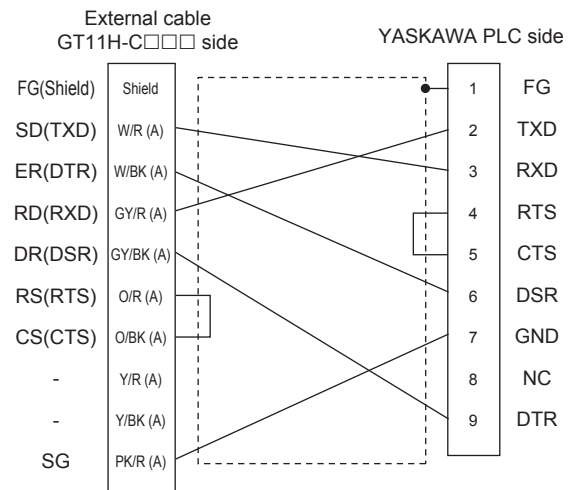 External cable
GT11H-C□□□ side
YASKAWA PLC side
FG(Shield) Shield 1 FG
SD(TXD) W/R (A) 2 TXD
ER(DTR) W/BK (A) 3 RXD
RD(RXD) GY/R (A) 4 RTS
DR(DSR) GY/BK (A) 5 CTS
RS(RTS) O/R (A) 6 DSR
CS(CTS) O/BK (A) 7 GND
- Y/R (A) 8 NC
- Y/BK (A) 9 DTR
SG PK/R (A)